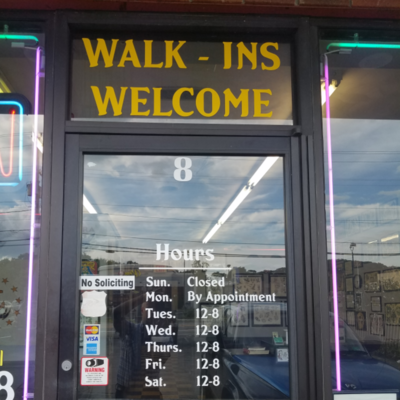 WALK - INS
WELCOME
8
Hours
No Soliciting
Sun. Closed
Mon. By Appointment
Tues. 12-8
Wed. 12-8
Thurs. 12-8
Fri. 12-8
Sat. 12-8
VISA
WARNING
8